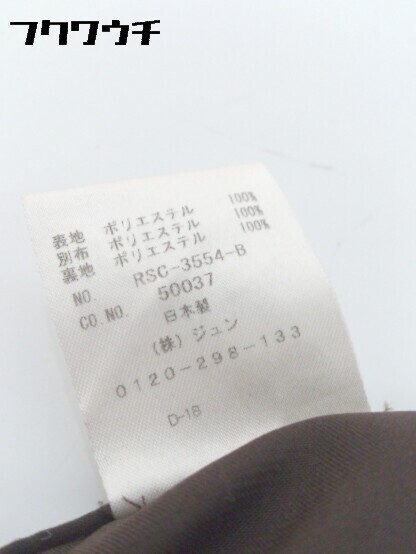 フクワウチ
表地 ポリエステル 100%
別布 ポリエステル 100%
裏地 ポリエステル 100%
NO. RSC-3554-B
CO.NO. 50037
日本製
(株) ジュン
0120-298-133
D-18